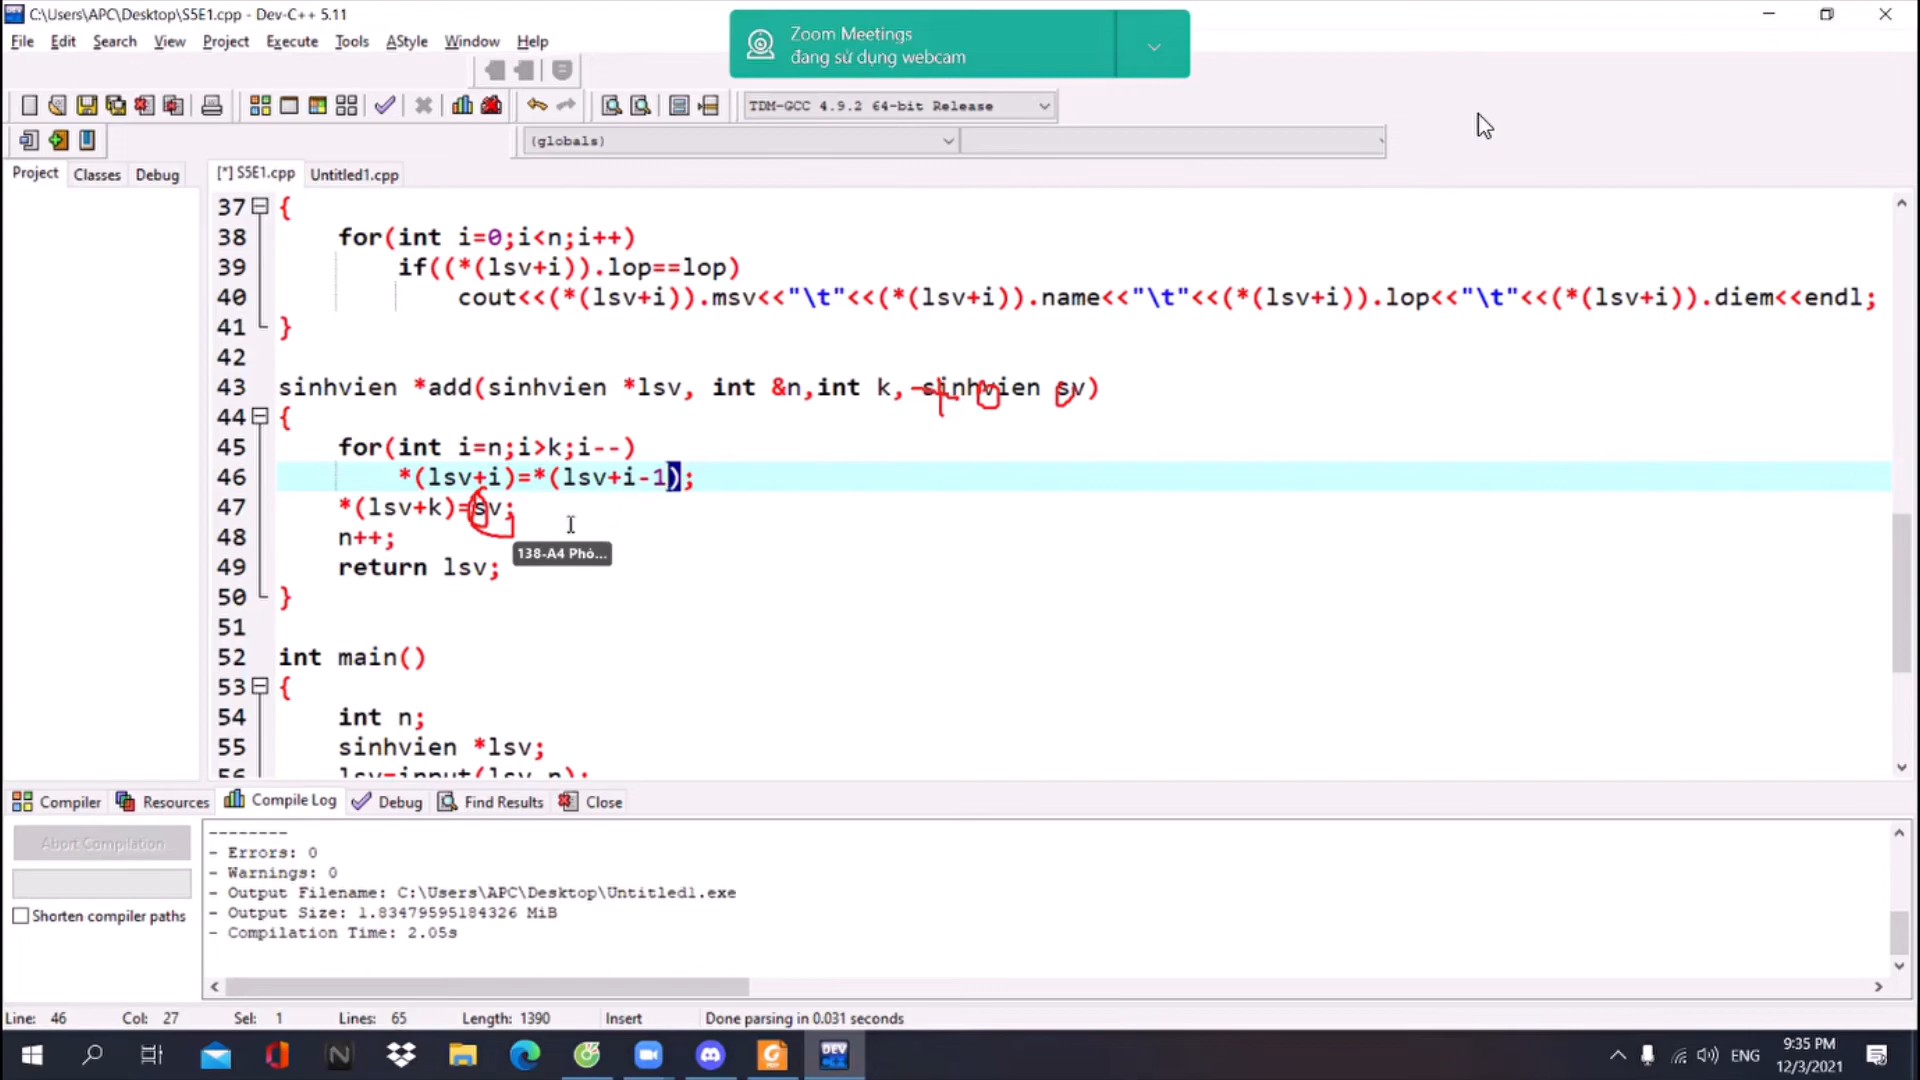 C:\Users\APC\Desktop\S5E1.cpp - Dev-C++ 5.11
Zoom Meetings
đang sử dụng webcam
File Edit Search View Project Execute Tools AStyle Window Help
TDM-GCC 4.9.2 64-bit Release
(globals)
Project Classes Debug
[*] S5E1.cpp Untitled1.cpp
37 {
38 for(int i=0;i<n;i++)
39 if((*(lsv+i)).lop==lop)
40 cout<<(*(lsv+i)).msv<<"\t"<<(*(lsv+i)).name<<"\t"<<(*(lsv+i)).lop<<"\t"<<(*(lsv+i)).diem<<endl;
41 }
42
43 sinhvien *add(sinhvien *lsv, int &n,int k, sinhvien sv)
44 {
45 for(int i=n;i>k;i--)
46 *(lsv+i)=*(lsv+i-1);
47 *(lsv+k)=sv;
48 n++;
138-A4 Phò...
49 return lsv;
50 }
51
52 int main()
53 {
54 int n;
55 sinhvien *lsv;
56 lsv=input(lsv,n);
Compiler Resources Compile Log Debug Find Results Close
Abort Compilation
Shorten compiler paths
--------
- Errors: 0
- Warnings: 0
- Output Filename: C:\Users\APC\Desktop\Untitled1.exe
- Output Size: 1.83479595184326 MiB
- Compilation Time: 2.05s
Line: 46 Col: 27 Sel: 1 Lines: 65 Length: 1390 Insert Done parsing in 0.031 seconds
DEV
ENG
9:35 PM
12/3/2021